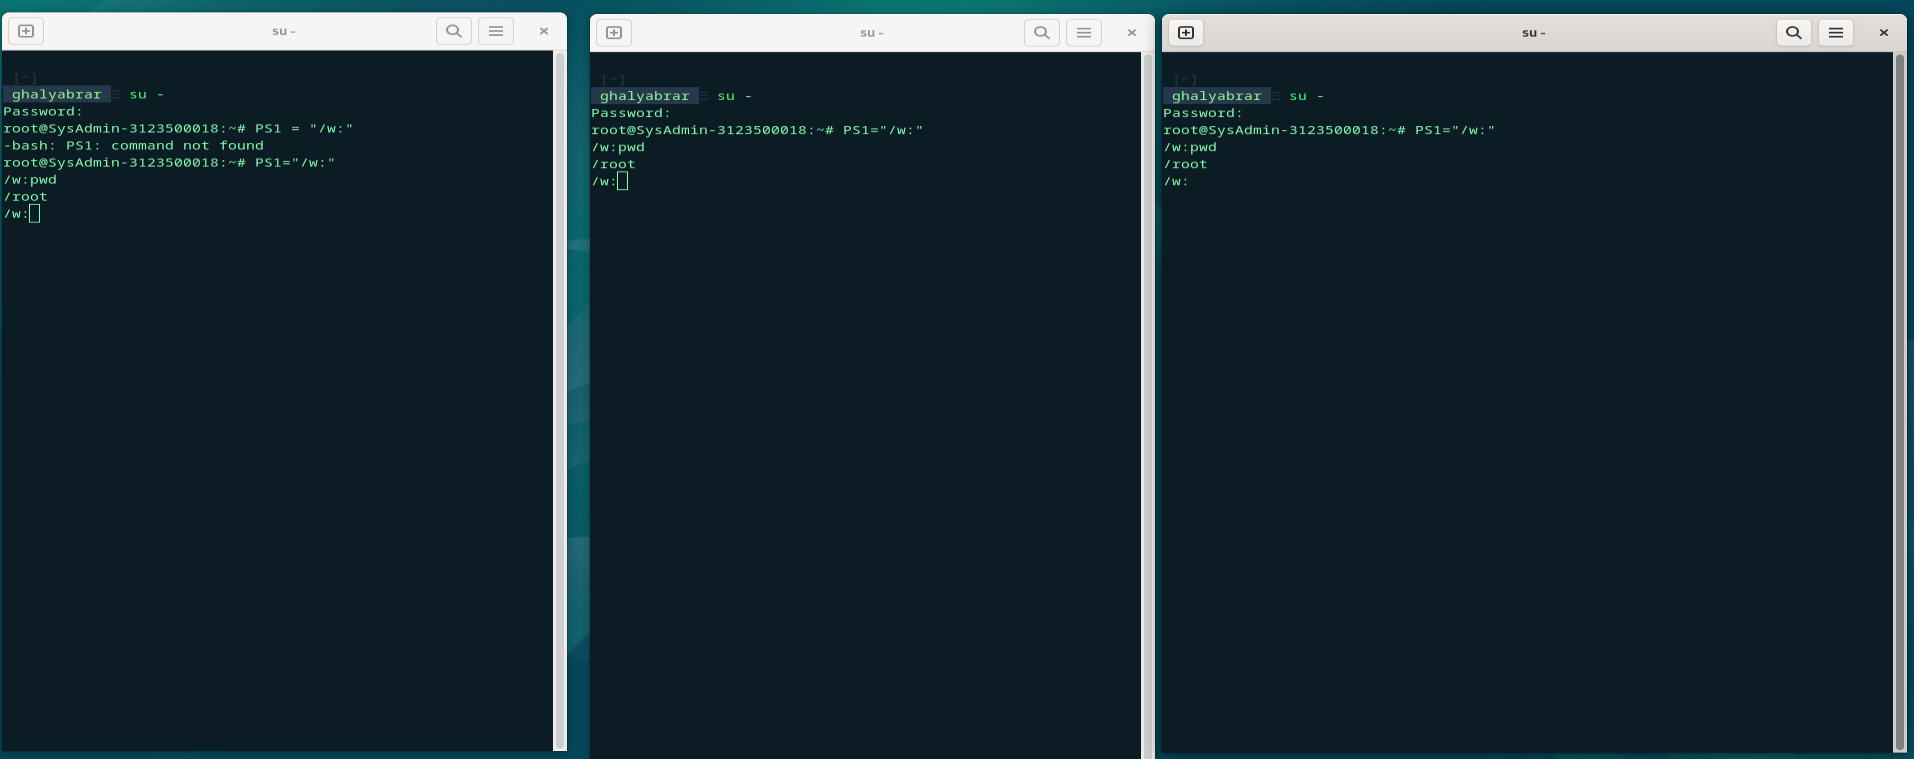 su -
[~]
ghalyabrar su -
Password:
root@SysAdmin-3123500018:~# PS1 = "/w:"
-bash: PS1: command not found
root@SysAdmin-3123500018:~# PS1="/w:"
/w:pwd
/root
/w:
su -
[~]
ghalyabrar su -
Password:
root@SysAdmin-3123500018:~# PS1="/w:"
/w:pwd
/root
/w:
su -
[~]
ghalyabrar su -
Password:
root@SysAdmin-3123500018:~# PS1="/w:"
/w:pwd
/root
/w: